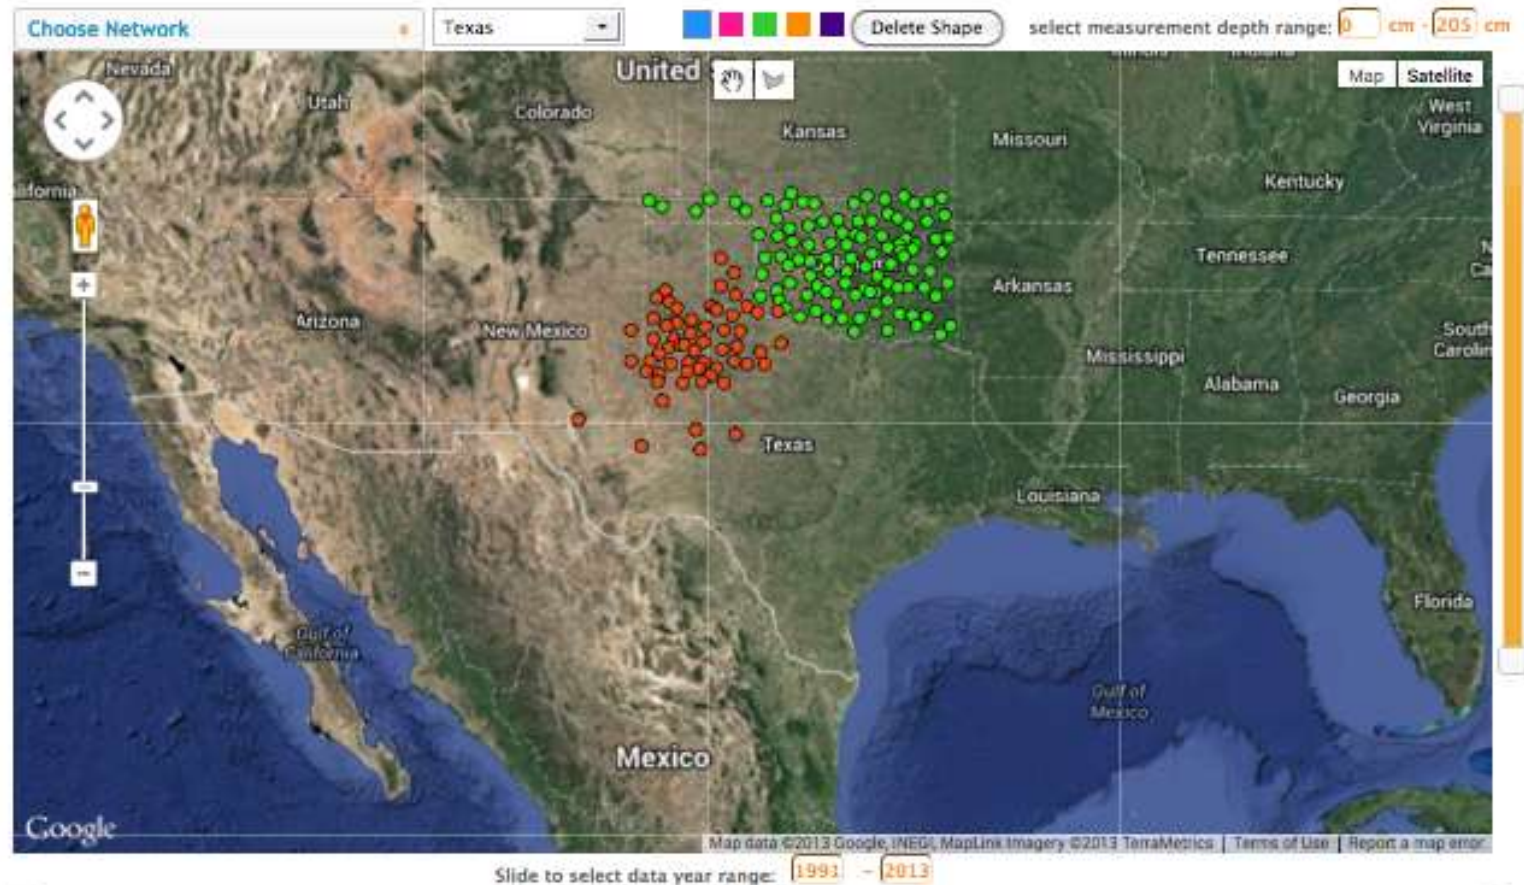 Choose Network
Texas
Delete Shape
select measurement depth range: 0 cm - 205 cm
Nevada
Utah
Colorado
United
Kansas
Missouri
Map
Satellite
West
Virginia
Kentucky
Tennessee
Arkansas
Arizona
New Mexico
Mississippi
Alabama
Georgia
South
Carolin
Texas
Louisiana
Florida
Gulf of
California
Gulf of
Mexico
Mexico
Google
Map data ©2013 Google, INEGI, MapLink Imagery ©2013 TerraMetrics
Terms of Use
Report a map error
Slide to select data year range: 1991 - 2013